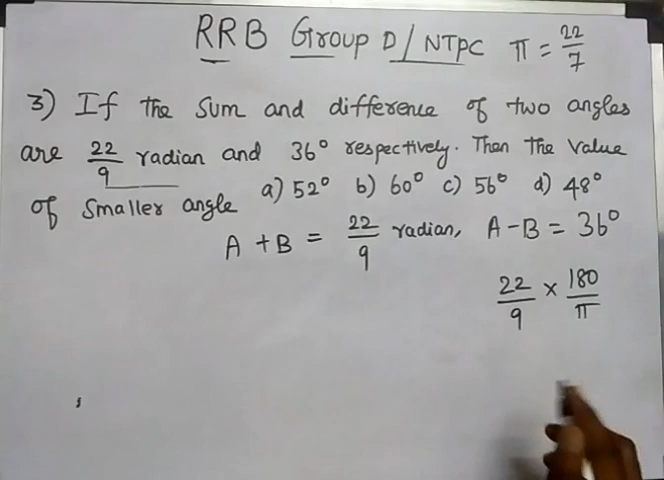 RRB Group D/NTPC π = 22/7
3) If the sum and difference of two angles
are 22/9 radian and 36° respectively. Then the value
of smaller angle a) 52° b) 60° c) 56° d) 48°
A + B = 22/9 radian, A - B = 36°
22/9 × 180/π